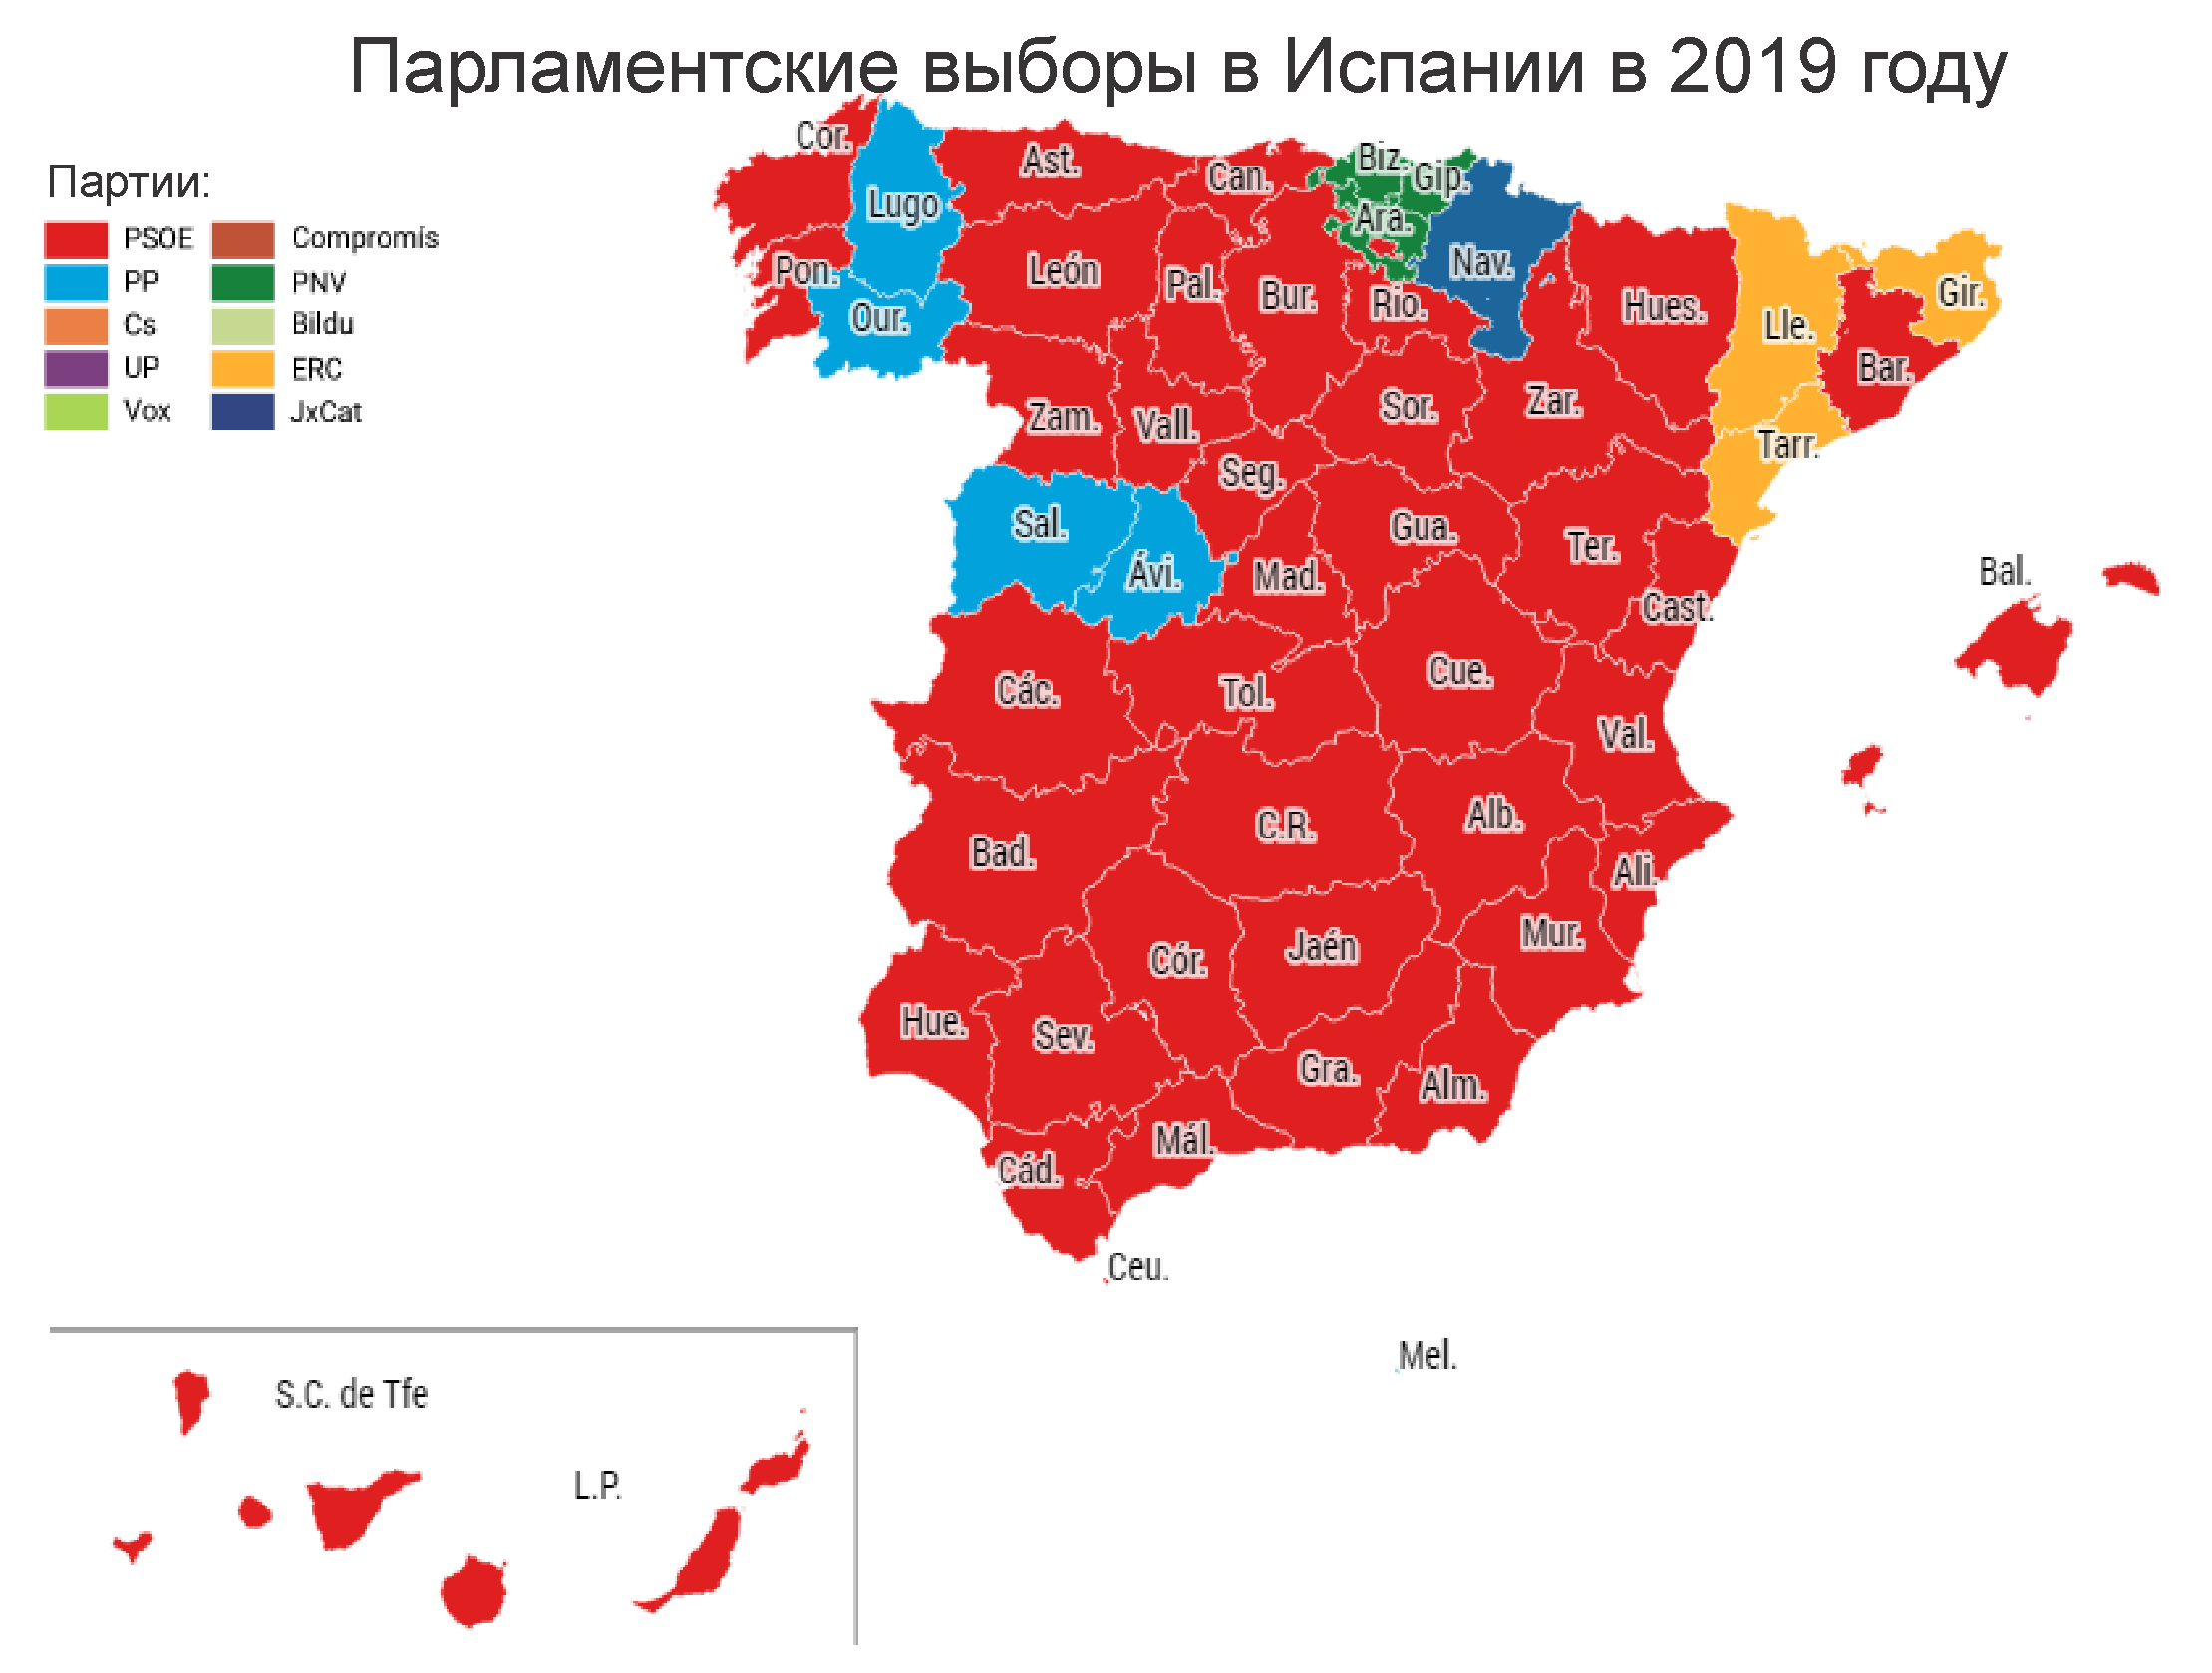 Парламентские выборы в Испании в 2019 году
Партии:
PSOE Compromís
PP PNV
Cs Bildu
UP ERC
Vox JxCat
Cor.
Lugo
Ast.
Can.
Biz.
Gip.
Ara.
Nav.
Pon.
Our.
León
Pal.
Bur.
Rio.
Hues.
Lle.
Gir.
Bar.
Zam.
Vall.
Sor.
Zar.
Tarr.
Seg.
Sal.
Ávi.
Mad.
Gua.
Ter.
Cast.
Bal.
Các.
Tol.
Cue.
Val.
Bad.
C.R.
Alb.
Ali.
Mur.
Cór.
Jaén
Hue.
Sev.
Gra.
Alm.
Mál.
Cád.
Ceu.
Mel.
S.C. de Tfe
L.P.